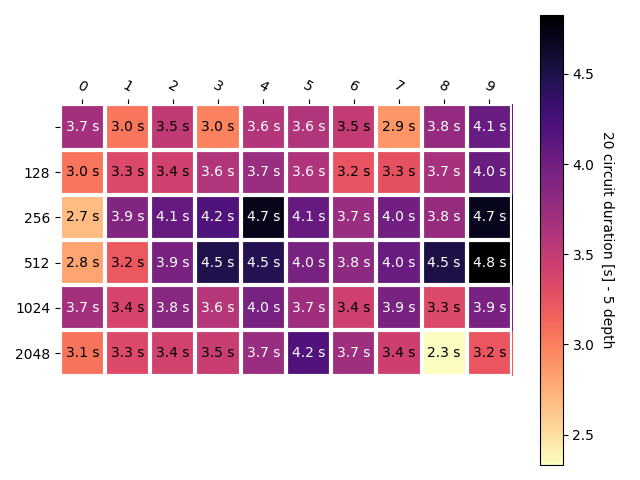 0 1 2 3 4 5 6 7 8 9
3.7 s 3.0 s 3.5 s 3.0 s 3.6 s 3.6 s 3.5 s 2.9 s 3.8 s 4.1 s
128 3.0 s 3.3 s 3.4 s 3.6 s 3.7 s 3.6 s 3.2 s 3.3 s 3.7 s 4.0 s
256 2.7 s 3.9 s 4.1 s 4.2 s 4.7 s 4.1 s 3.7 s 4.0 s 3.8 s 4.7 s
512 2.8 s 3.2 s 3.9 s 4.5 s 4.5 s 4.0 s 3.8 s 4.0 s 4.5 s 4.8 s
1024 3.7 s 3.4 s 3.8 s 3.6 s 4.0 s 3.7 s 3.4 s 3.9 s 3.3 s 3.9 s
2048 3.1 s 3.3 s 3.4 s 3.5 s 3.7 s 4.2 s 3.7 s 3.4 s 2.3 s 3.2 s
4.5
4.0
3.5
3.0
2.5
20 circuit duration [s] - 5 depth